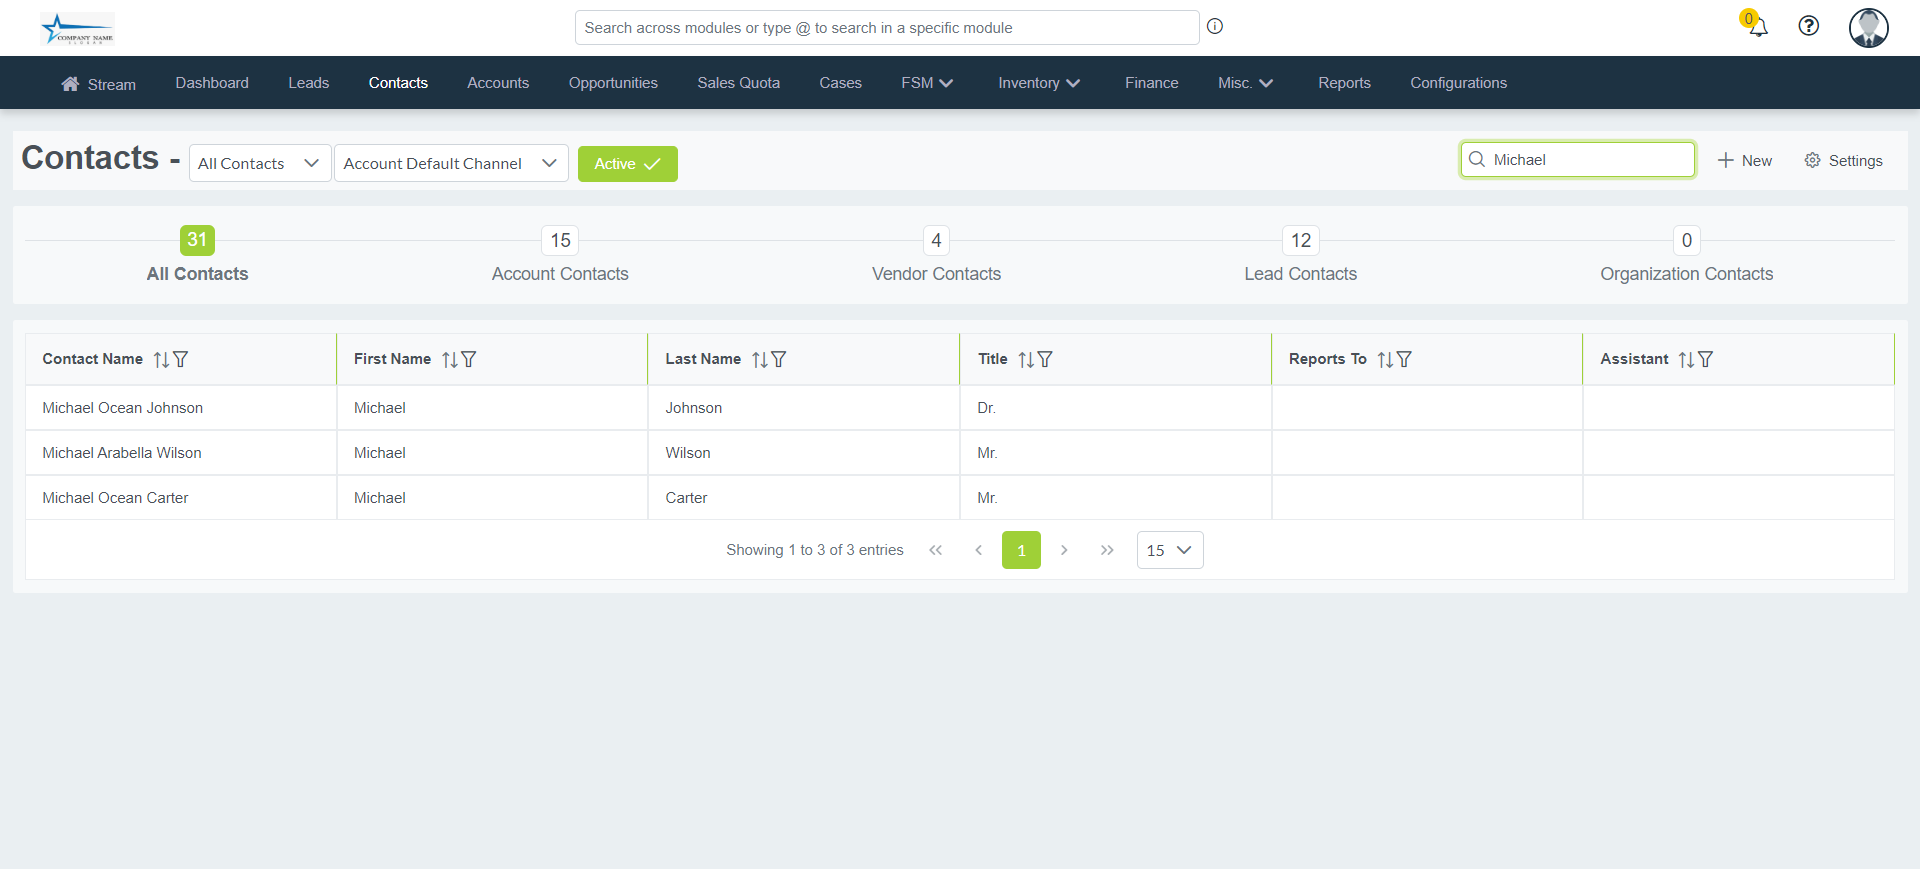 COMPANY NAME
Search across modules or type @ to search in a specific module
0
Stream Dashboard Leads Contacts Accounts Opportunities Sales Quota Cases FSM Inventory Finance Misc. Reports Configurations
Contacts - All Contacts Account Default Channel Active Michael New Settings
31 15 4 12 0
All Contacts Account Contacts Vendor Contacts Lead Contacts Organization Contacts
Contact Name First Name Last Name Title Reports To Assistant
Michael Ocean Johnson Michael Johnson Dr.
Michael Arabella Wilson Michael Wilson Mr.
Michael Ocean Carter Michael Carter Mr.
Showing 1 to 3 of 3 entries 1 15